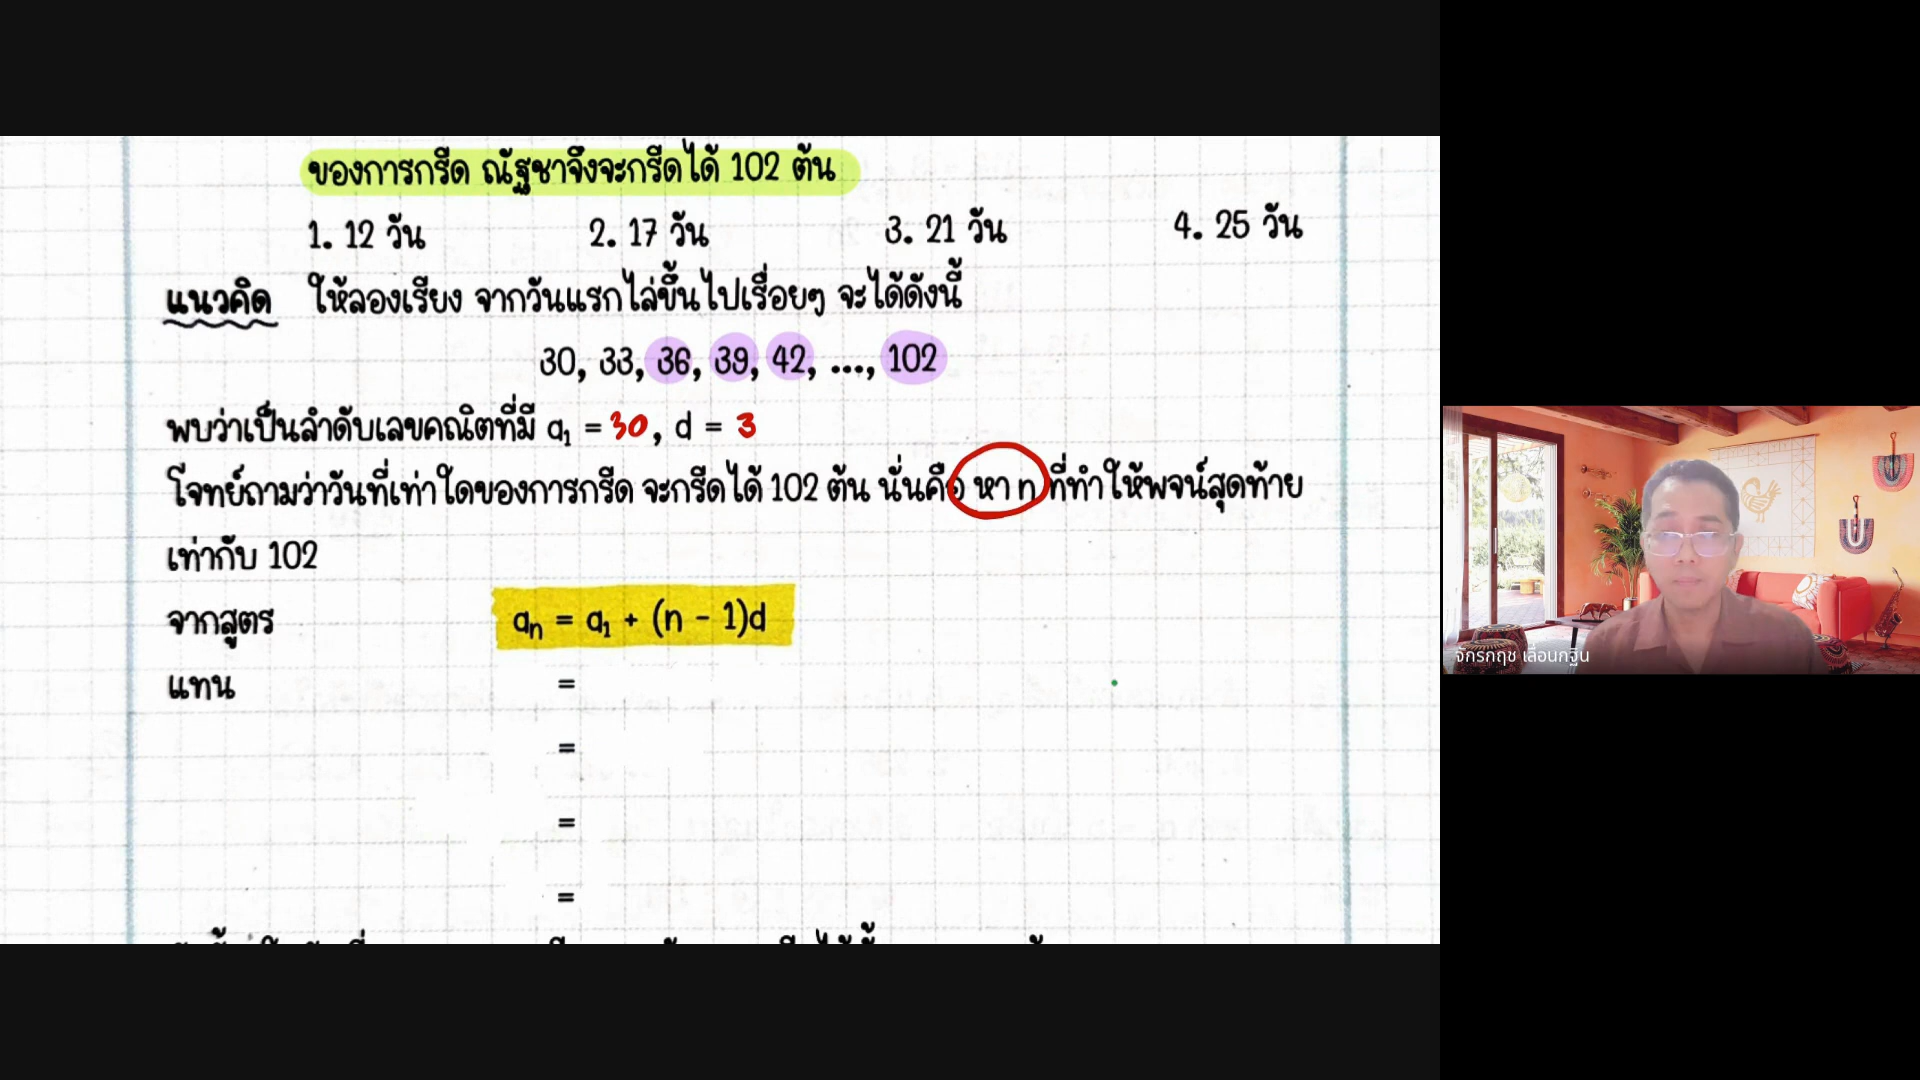 ของการกรีด ณัฐชาจึงจะกรีดได้ 102 ต้น
1. 12 วัน 2. 17 วัน 3. 21 วัน 4. 25 วัน
แนวคิด ให้ลองเรียง จากวันแรกไล่ขึ้นไปเรื่อยๆ จะได้ดังนี้
30, 33, 36, 39, 42, ..., 102
พบว่าเป็นลำดับเลขคณิตที่มี a₁ = 30, d = 3
โจทย์ถามว่าวันที่เท่าใดของการกรีด จะกรีดได้ 102 ต้น นั่นคือ หา n ที่ทำให้พจน์สุดท้าย
เท่ากับ 102
จากสูตร aₙ = a₁ + (n - 1)d
แทน =
=
=
=
จักรกฤช เลื่อนกฐิน